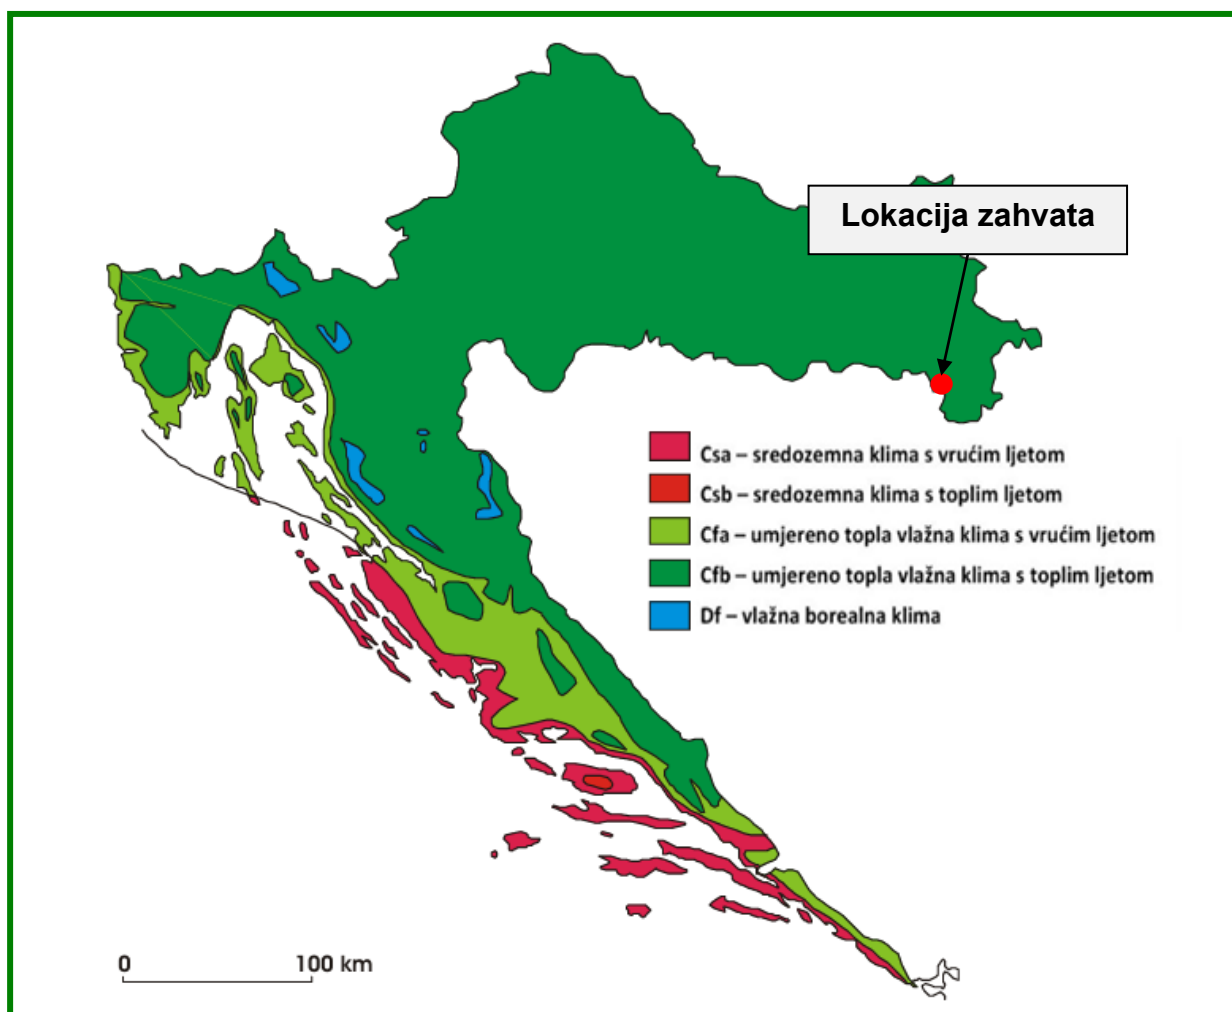 Lokacija zahvata
Csa – sredozemna klima s vrućim ljetom
Csb – sredozemna klima s toplim ljetom
Cfa – umjereno topla vlažna klima s vrućim ljetom
Cfb – umjereno topla vlažna klima s toplim ljetom
Df – vlažna borealna klima
0 100 km